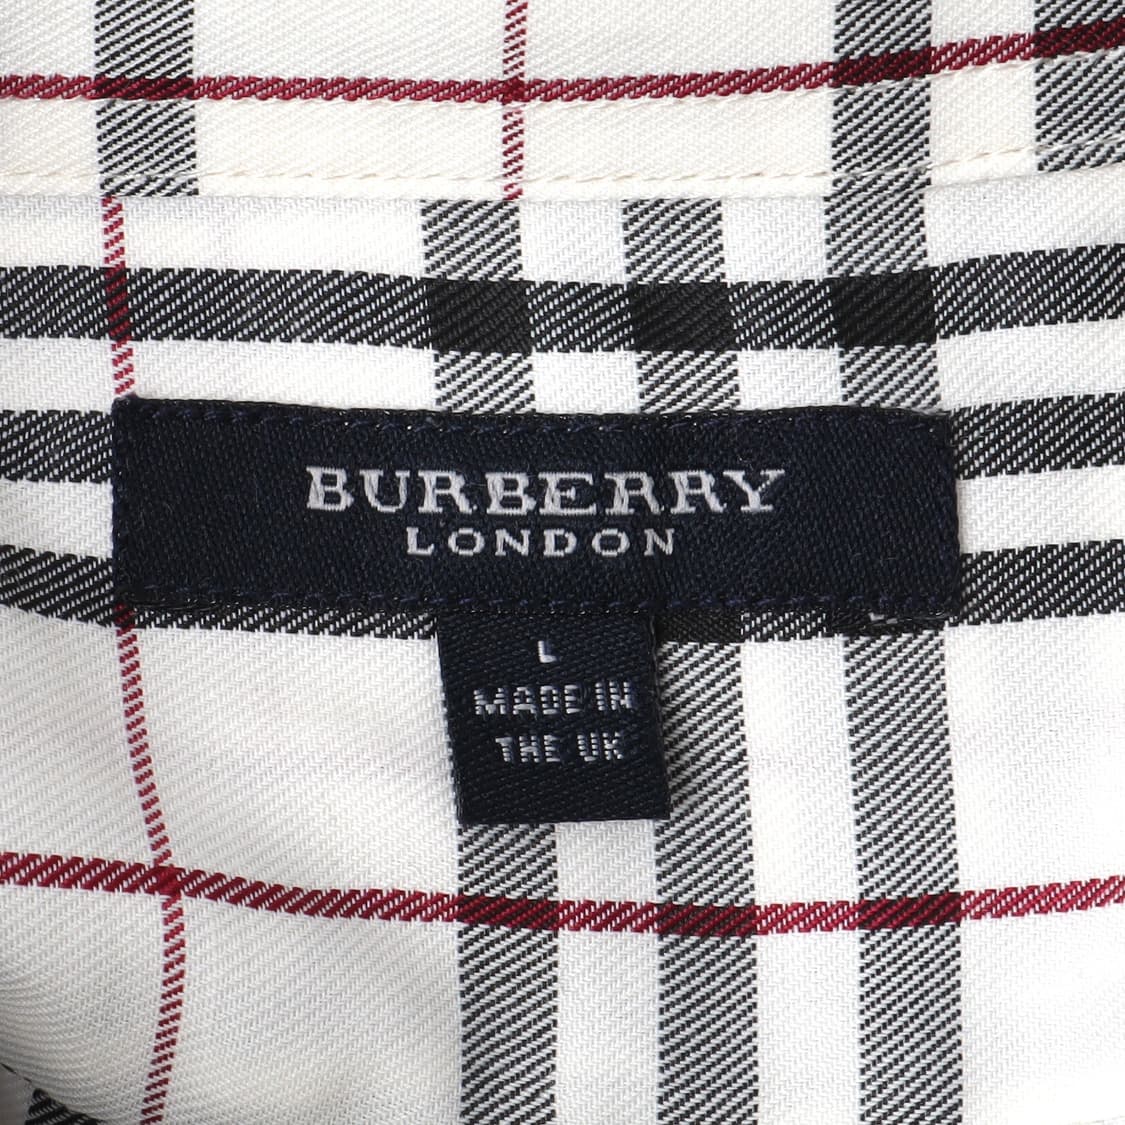 BURBERRY
LONDON
L
MADE IN
THE UK